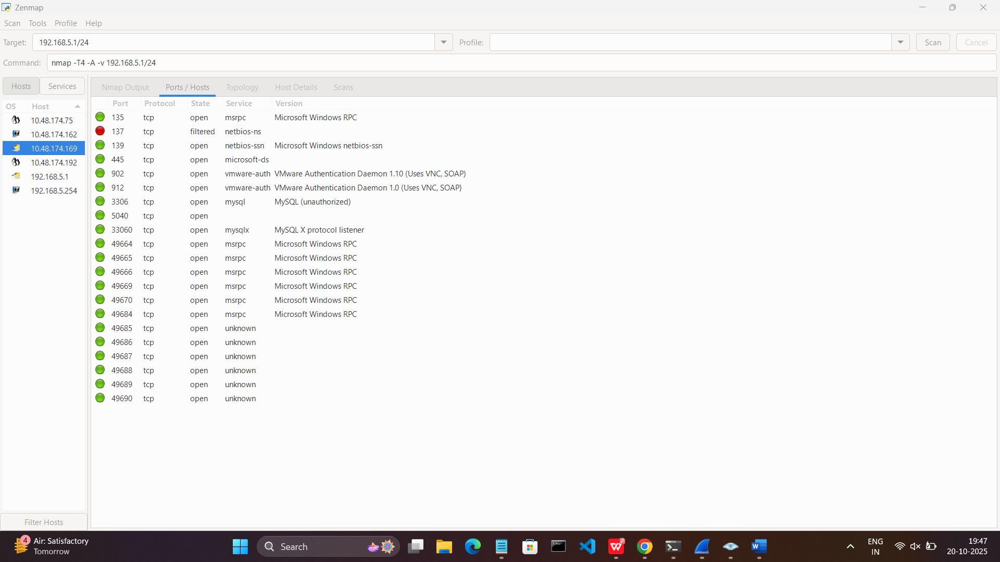 Zenmap
Scan Tools Profile Help
Target: 192.168.5.1/24 Profile: Scan Cancel
Command: nmap -T4 -A -v 192.168.5.1/24
Hosts Services
OS Host
10.48.174.75
10.48.174.162
10.48.174.169
10.48.174.192
192.168.5.1
192.168.5.254
Filter Hosts
Nmap Output Ports / Hosts Topology Host Details Scans
Port Protocol State Service Version
135 tcp open msrpc Microsoft Windows RPC
137 tcp filtered netbios-ns
139 tcp open netbios-ssn Microsoft Windows netbios-ssn
445 tcp open microsoft-ds
902 tcp open vmware-auth VMware Authentication Daemon 1.10 (Uses VNC, SOAP)
912 tcp open vmware-auth VMware Authentication Daemon 1.0 (Uses VNC, SOAP)
3306 tcp open mysql MySQL (unauthorized)
5040 tcp open
33060 tcp open mysqlx MySQL X protocol listener
49664 tcp open msrpc Microsoft Windows RPC
49665 tcp open msrpc Microsoft Windows RPC
49666 tcp open msrpc Microsoft Windows RPC
49669 tcp open msrpc Microsoft Windows RPC
49670 tcp open msrpc Microsoft Windows RPC
49684 tcp open msrpc Microsoft Windows RPC
49685 tcp open unknown
49686 tcp open unknown
49687 tcp open unknown
49688 tcp open unknown
49689 tcp open unknown
49690 tcp open unknown
4 Air: Satisfactory
Tomorrow
Search
ENG
IN
19:47
20-10-2025